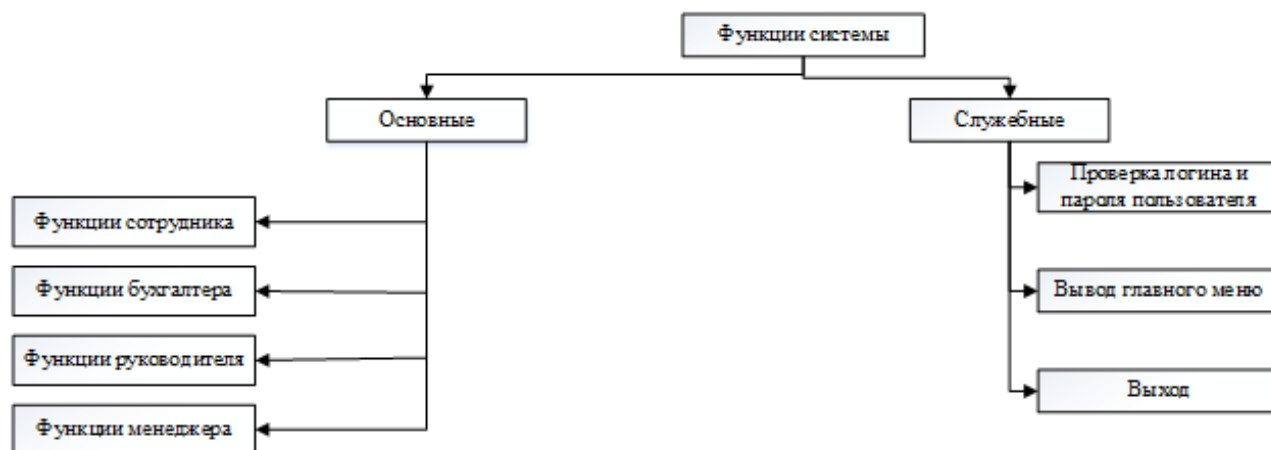 Функции системы
Основные
Служебные
Функции сотрудника
Функции бухгалтера
Функции руководителя
Функции менеджера
Проверка логина и
пароля пользователя
Вывод главного меню
Выход